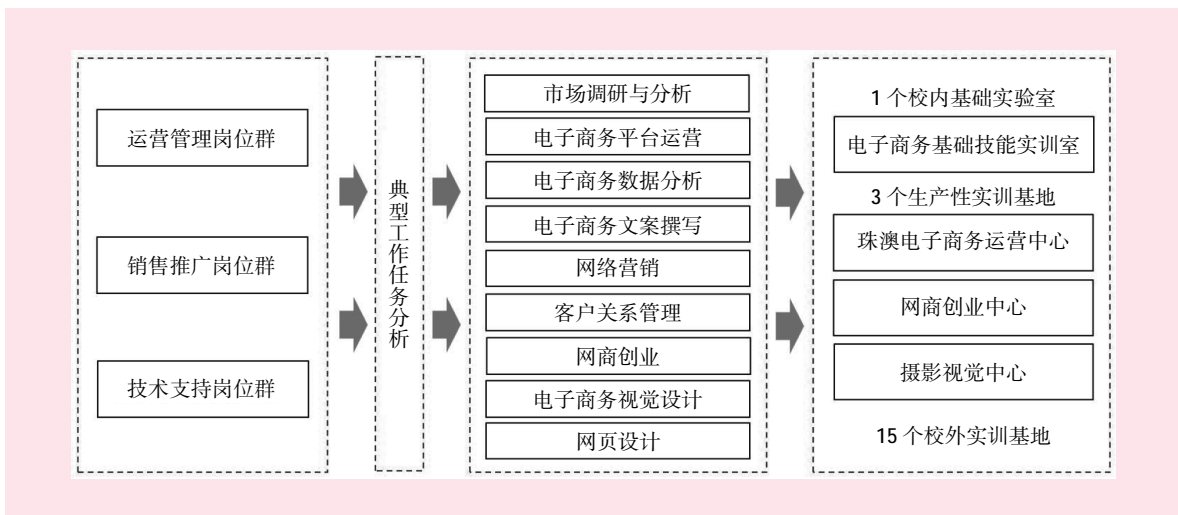 运营管理岗位群
销售推广岗位群
技术支持岗位群
典型工作任务分析
市场调研与分析
电子商务平台运营
电子商务数据分析
电子商务文案撰写
网络营销
客户关系管理
网商创业
电子商务视觉设计
网页设计
1 个校内基础实验室
电子商务基础技能实训室
3 个生产性实训基地
珠澳电子商务运营中心
网商创业中心
摄影视觉中心
15 个校外实训基地